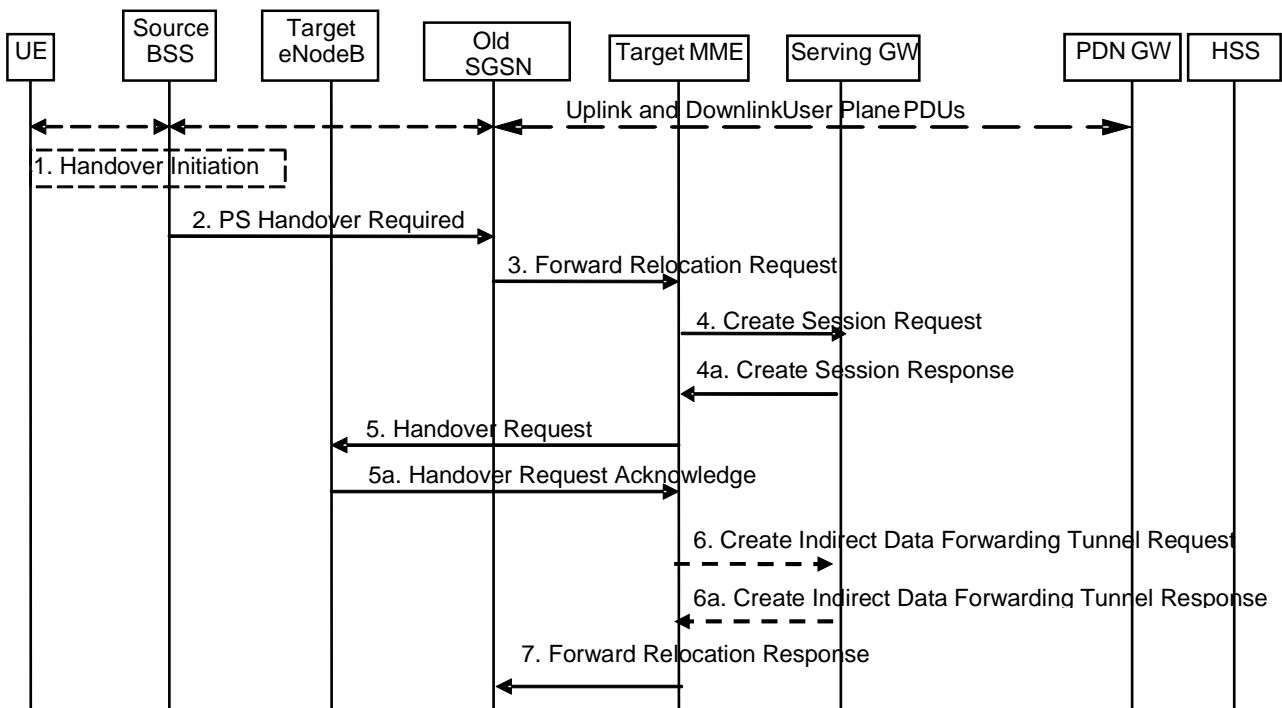 UE
Source
BSS
Target
eNodeB
Old
SGSN
Target MME
Serving GW
PDN GW
HSS
Uplink and DownlinkUser Plane PDUs
1. Handover Initiation
2. PS Handover Required
3. Forward Relocation Request
4. Create Session Request
4a. Create Session Response
5. Handover Request
5a. Handover Request Acknowledge
6. Create Indirect Data Forwarding Tunnel Request
6a. Create Indirect Data Forwarding Tunnel Response
7. Forward Relocation Response